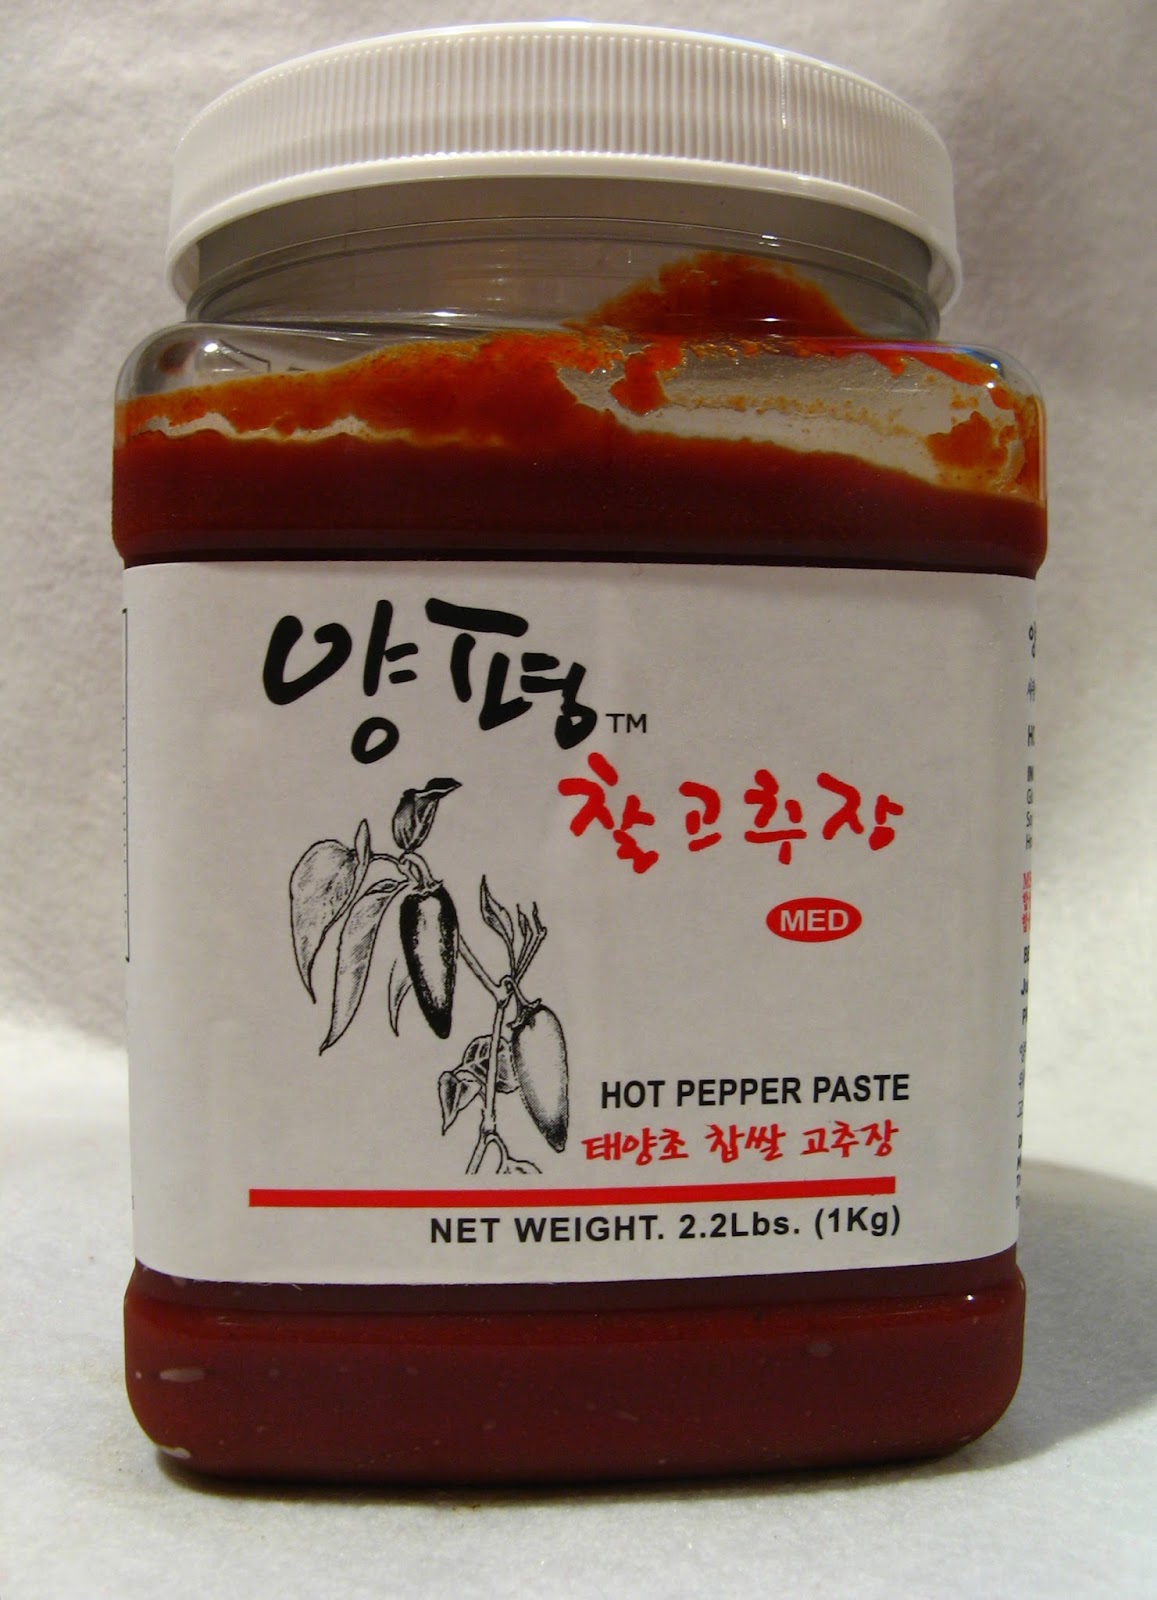 양평™
찰고추장
MED
HOT PEPPER PASTE
태양초 찹쌀 고추장
NET WEIGHT. 2.2Lbs. (1Kg)